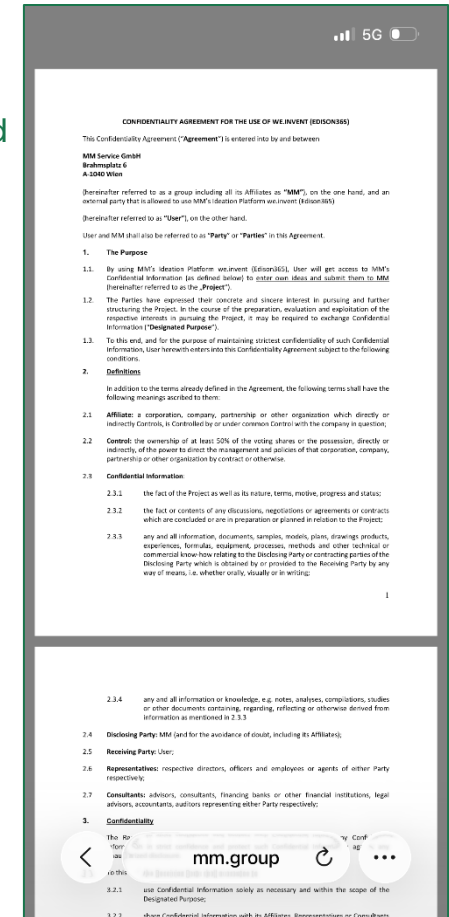 5G
CONFIDENTIALITY AGREEMENT FOR THE USE OF WE.INVENT (EDISON365)
This Confidentiality Agreement ("Agreement") is entered into by and between
MM Service GmbH
Brahmsplatz 6
A-1040 Wien
(hereinafter referred to as a group including all its Affiliates as "MM"), on the one hand, and an
external party that is allowed to use MM's Ideation Platform we.invent (Edison365)
(hereinafter referred to as "User"), on the other hand.
User and MM shall also be referred to as "Party" or "Parties" in this Agreement.
1. The Purpose
1.1. By using MM's Ideation Platform we.invent (Edison365), User will get access to MM's
Confidential Information (as defined below) to enter own ideas and submit them to MM
(hereinafter referred to as the „Project").
1.2. The Parties have expressed their concrete and sincere interest in pursuing and further
structuring the Project. In the course of the preparation, evaluation and exploitation of the
respective interests in pursuing the Project, it may be required to exchange Confidential
Information ("Designated Purpose").
1.3. To this end, and for the purpose of maintaining strictest confidentiality of such Confidential
Information, User herewith enters into this Confidentiality Agreement subject to the following
conditions.
2. Definitions
In addition to the terms already defined in the Agreement, the following terms shall have the
following meanings ascribed to them:
2.1 Affiliate: a corporation, company, partnership or other organization which directly or
indirectly Controls, is Controlled by or under common Control with the company in question;
2.2 Control: the ownership of at least 50% of the voting shares or the possession, directly or
indirectly, of the power to direct the management and policies of that corporation, company,
partnership or other organization by contract or otherwise.
2.3 Confidential Information:
2.3.1 the fact of the Project as well as its nature, terms, motive, progress and status;
2.3.2 the fact or contents of any discussions, negotiations or agreements or contracts
which are concluded or are in preparation or planned in relation to the Project;
2.3.3 any and all information, documents, samples, models, plans, drawings products,
experiences, formulas, equipment, processes, methods and other technical or
commercial know-how relating to the Disclosing Party or contracting parties of the
Disclosing Party which is obtained by or provided to the Receiving Party by any
way of means, i.e. whether orally, visually or in writing;
1
2.3.4 any and all information or knowledge, e.g. notes, analyses, compilations, studies
or other documents containing, regarding, reflecting or otherwise derived from
information as mentioned in 2.3.3
2.4 Disclosing Party: MM (and for the avoidance of doubt, including its Affiliates);
2.5 Receiving Party: User;
2.6 Representatives: respective directors, officers and employees or agents of either Party
respectively;
2.7 Consultants: advisors, consultants, financing banks or other financial institutions, legal
advisors, accountants, auditors representing either Party respectively;
3. Confidentiality
The
mm.group
To this
3.2.1 use Confidential Information solely as necessary and within the scope of the
Designated Purpose;
3.2.2 share Confidential Information with its Affiliates, Representatives or Consultants